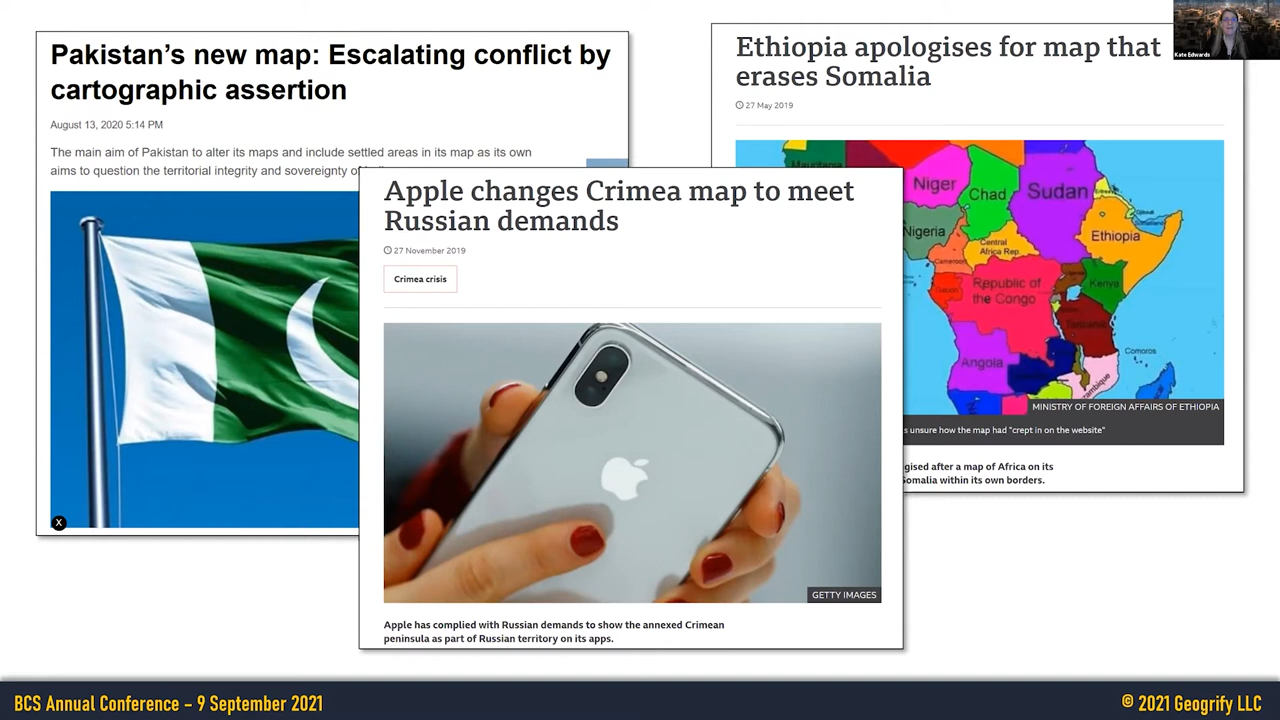 Pakistan's new map: Escalating conflict by
cartographic assertion
August 13, 2020 5:14 PM
The main aim of Pakistan to alter its maps and include settled areas in its map as its own
aims to question the territorial integrity and sovereignty
X
Apple changes Crimea map to meet
Russian demands
27 November 2019
Crimea crisis
GETTY IMAGES
Apple has complied with Russian demands to show the annexed Crimean
peninsula as part of Russian territory on its apps.
Ethiopia apologises for map that
erases Somalia
27 May 2019
Mauritania
Niger
Chad
Sudan
Eritrea
Djibouti
Somaliland
Nigeria
Central
Africa Rep.
Ethiopia
Cameroon
Gabon
Republic of
the Congo
Kenya
Tanzania
Angola
Comoros
MINISTRY OF FOREIGN AFFAIRS OF ETHIOPIA
s unsure how the map had "crept in on the website"
gised after a map of Africa on its
Somalia within its own borders.
Kate Edwards
BCS Annual Conference – 9 September 2021
© 2021 Geogrify LLC